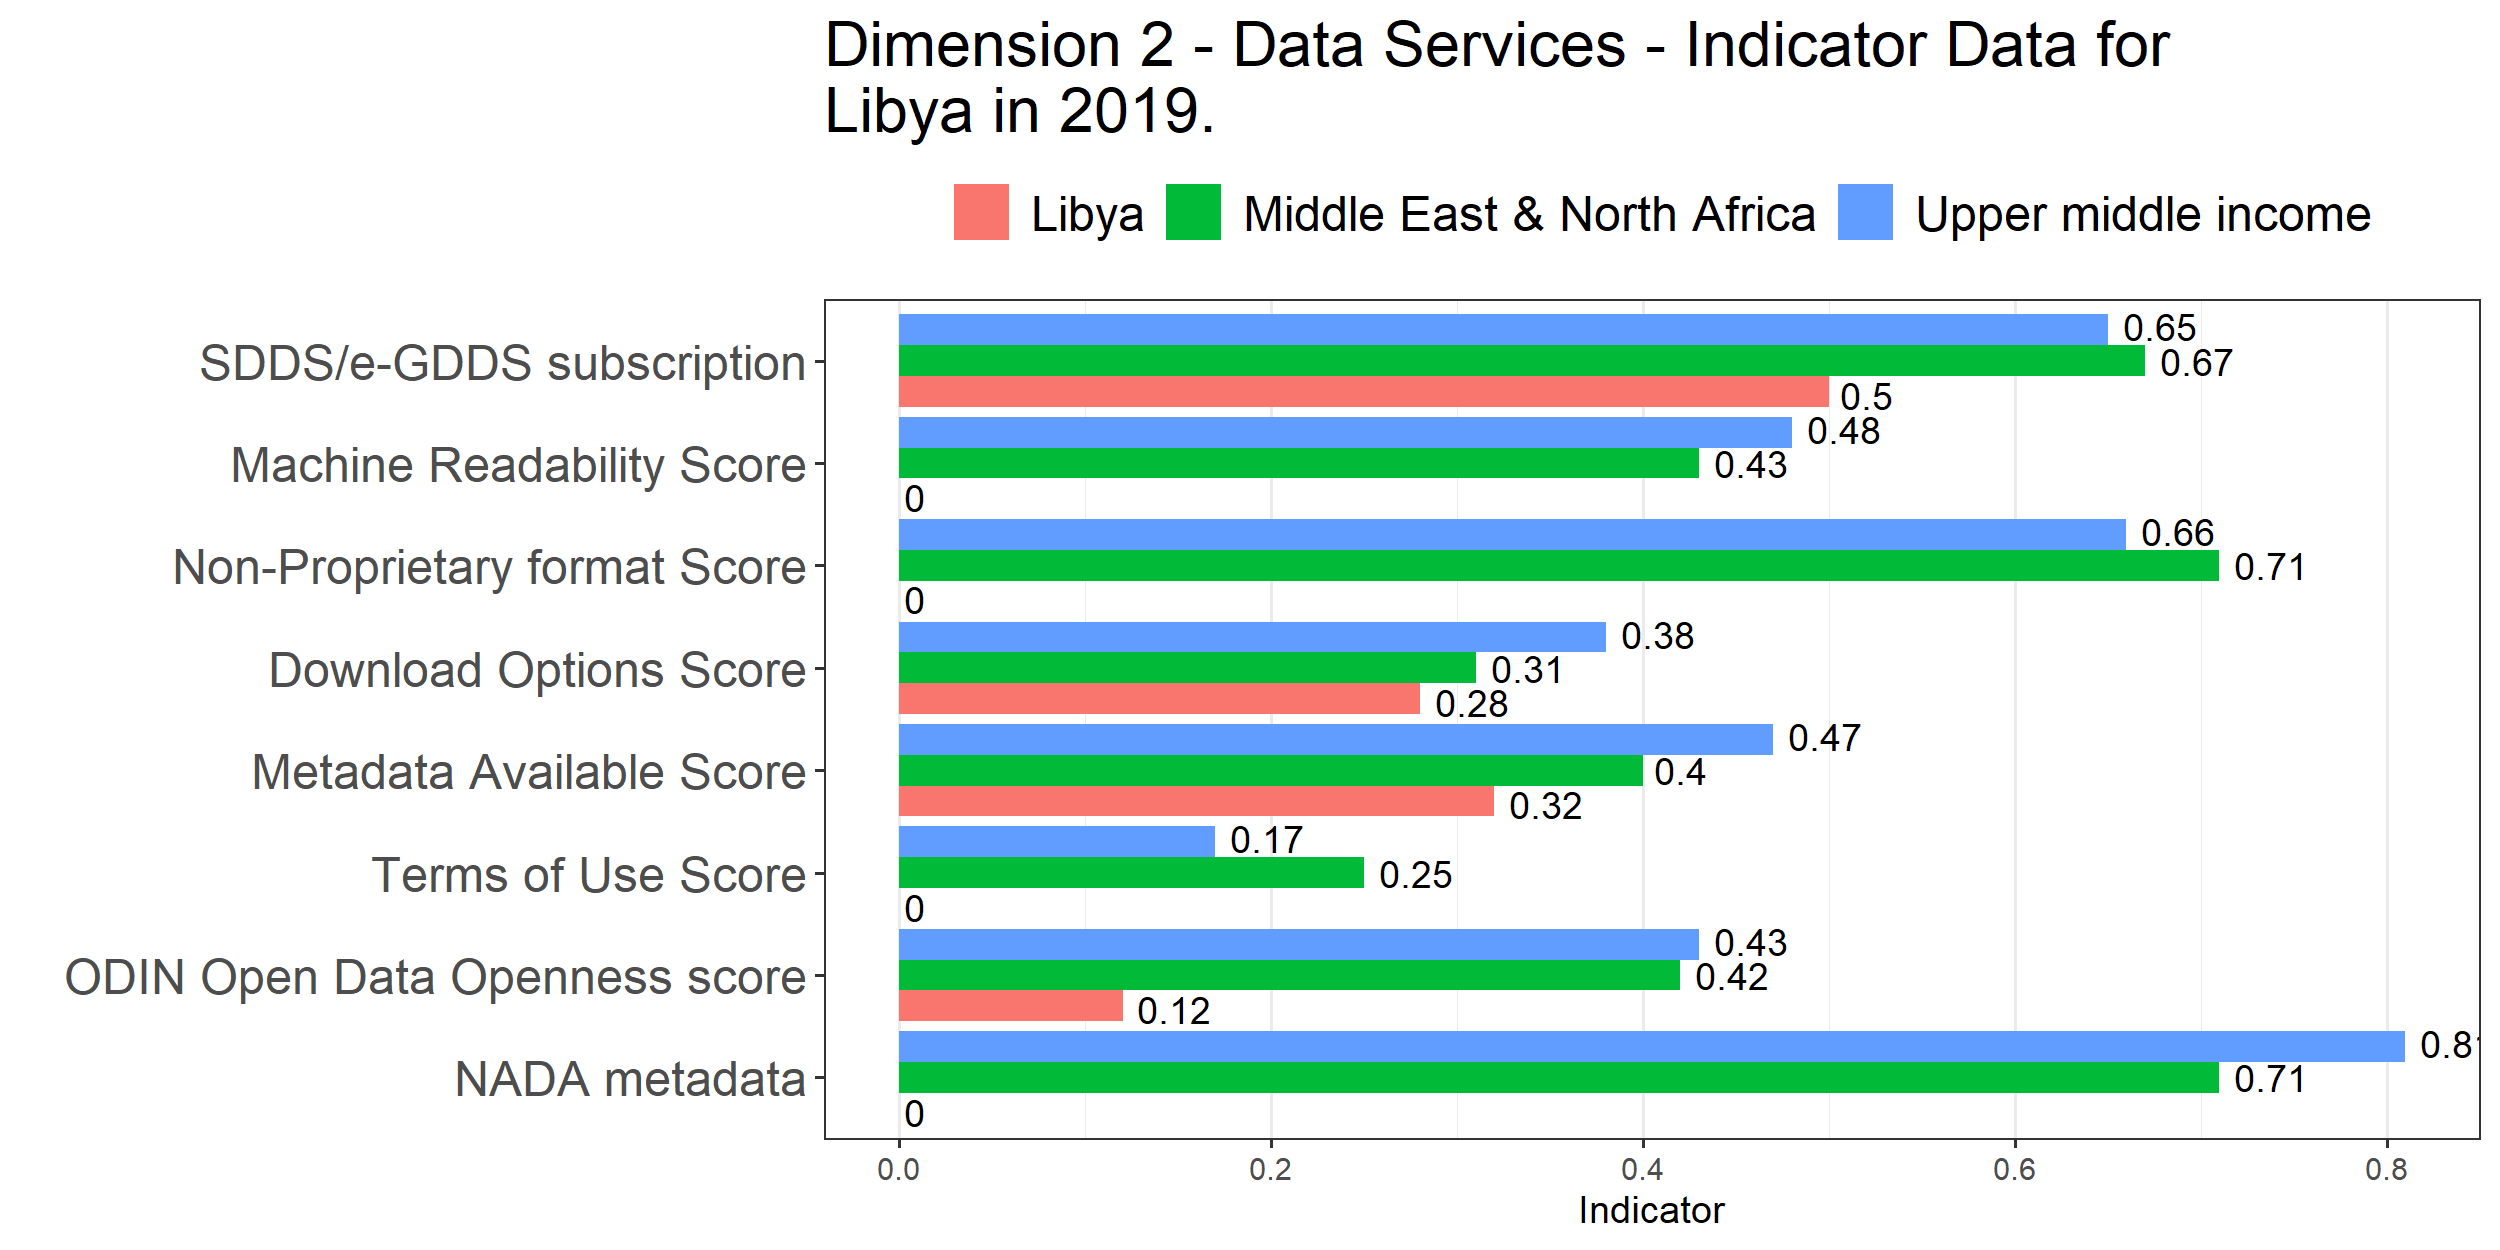 Dimension 2 - Data Services - Indicator Data for
Libya in 2019.
Libya
Middle East & North Africa
Upper middle income
SDDS/e-GDDS subscription
0.65
0.67
0.5
Machine Readability Score
0.48
0.43
0
Non-Proprietary format Score
0.66
0.71
0
Download Options Score
0.38
0.31
0.28
Metadata Available Score
0.47
0.4
0.32
Terms of Use Score
0.17
0.25
0
ODIN Open Data Openness score
0.43
0.42
0.12
NADA metadata
0.81
0.71
0
0.0
0.2
0.4
0.6
0.8
Indicator